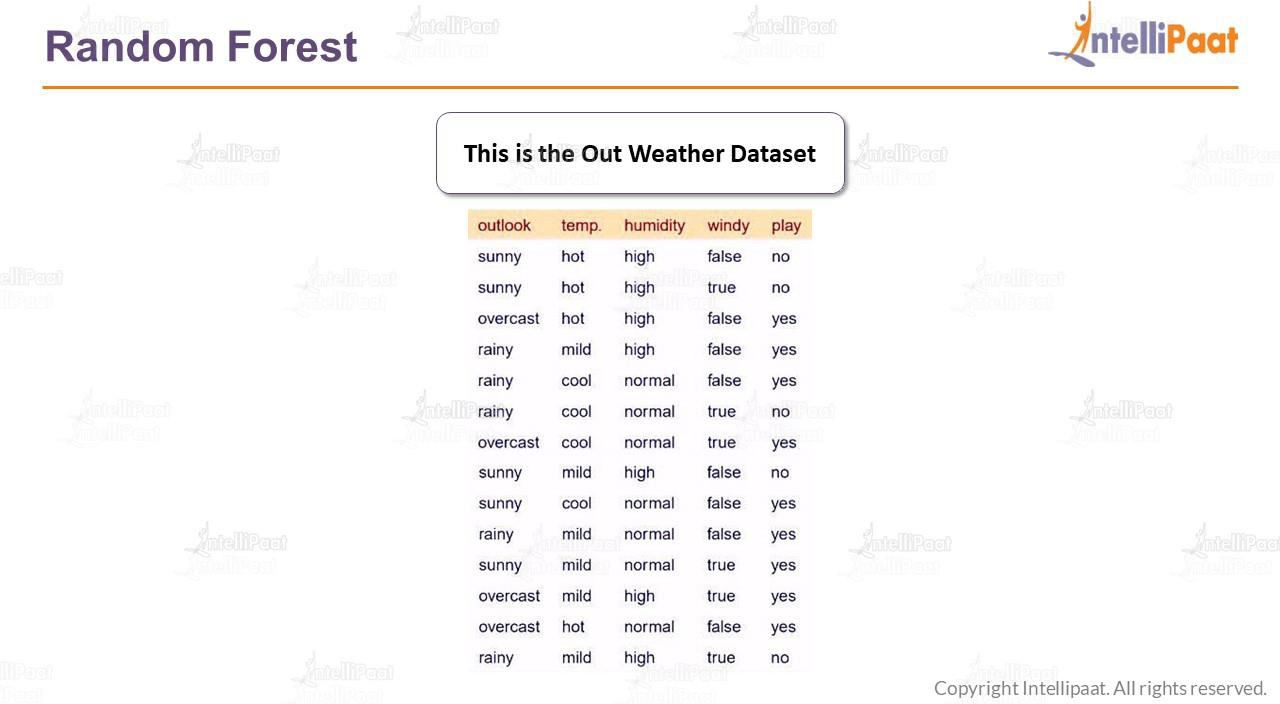 Random Forest
IntelliPaat
This is the Out Weather Dataset
outlook temp. humidity windy play
sunny hot high false no
sunny hot high true no
overcast hot high false yes
rainy mild high false yes
rainy cool normal false yes
rainy cool normal true no
overcast cool normal true yes
sunny mild high false no
sunny cool normal false yes
rainy mild normal false yes
sunny mild normal true yes
overcast mild high true yes
overcast hot normal false yes
rainy mild high true no
Copyright Intellipaat. All rights reserved.